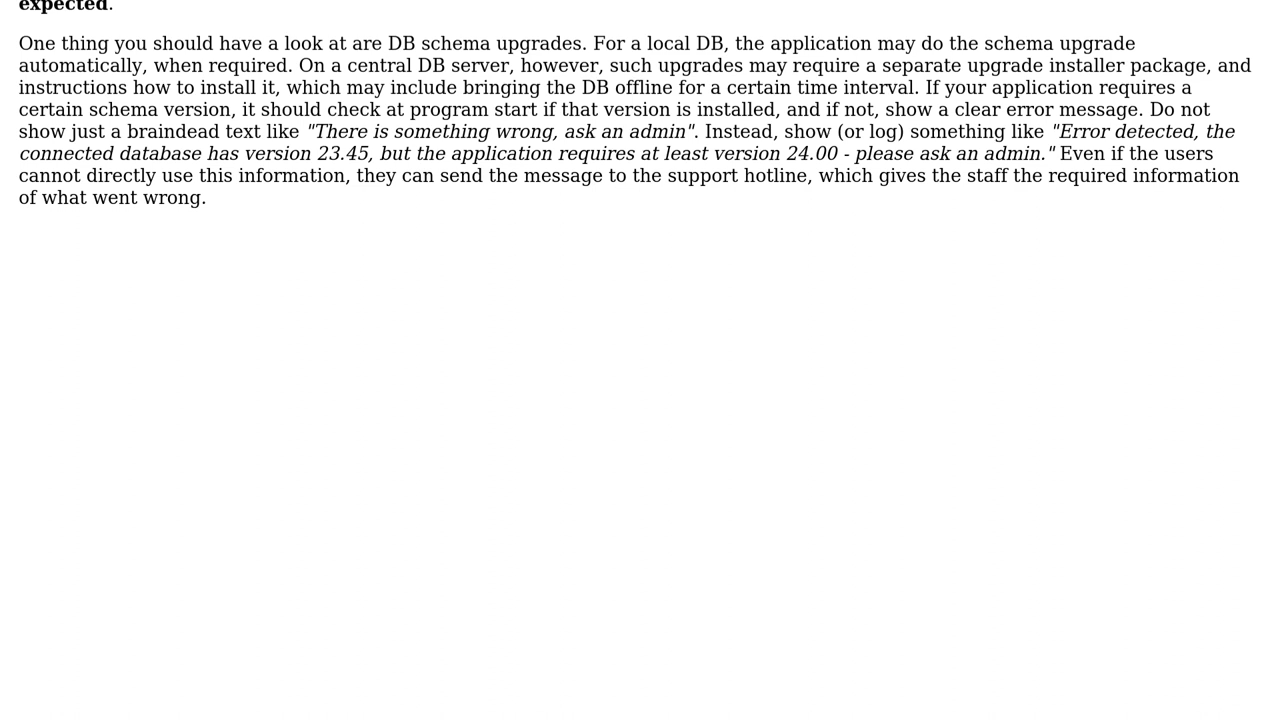 expected.
One thing you should have a look at are DB schema upgrades. For a local DB, the application may do the schema upgrade
automatically, when required. On a central DB server, however, such upgrades may require a separate upgrade installer package, and
instructions how to install it, which may include bringing the DB offline for a certain time interval. If your application requires a
certain schema version, it should check at program start if that version is installed, and if not, show a clear error message. Do not
show just a braindead text like "There is something wrong, ask an admin". Instead, show (or log) something like "Error detected, the
connected database has version 23.45, but the application requires at least version 24.00 - please ask an admin." Even if the users
cannot directly use this information, they can send the message to the support hotline, which gives the staff the required information
of what went wrong.